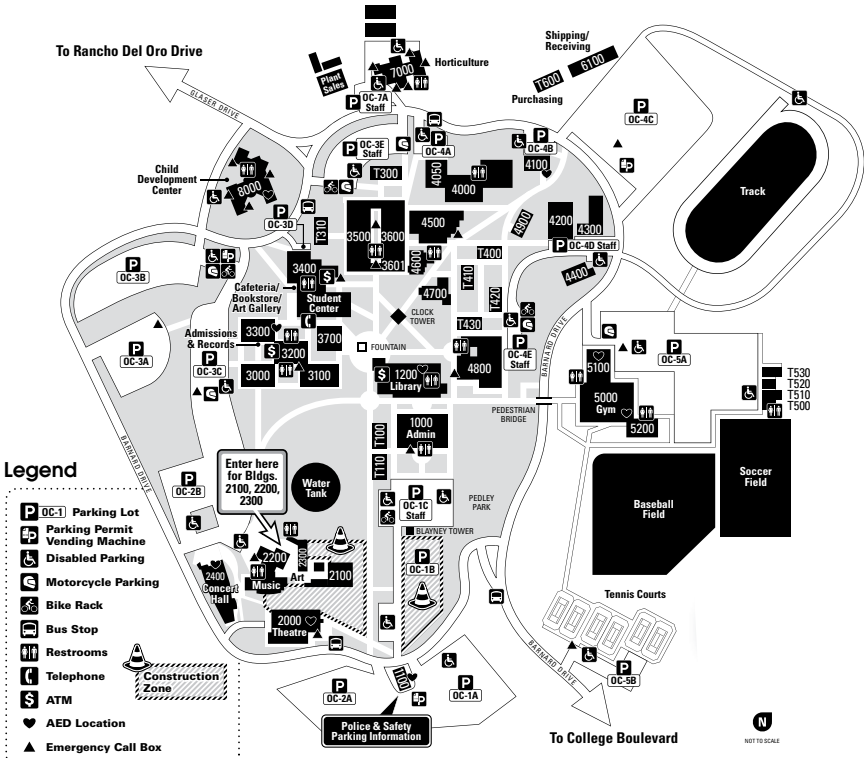 To Rancho Del Oro Drive
GLASER DRIVE
Plant
Sales
7000
Horticulture
P
OC-7A
Staff
Shipping/
Receiving
T600
6100
Purchasing
P
OC-4C
Track
P
OC-3E
Staff
P
OC-4A
P
OC-4B
4100
T300
4050
4000
Child
Development
Center
8000
P
OC-3D
T310
3500
3600
3601
4500
4600
4900
4200
4300
P
OC-4D Staff
4400
T400
T410
T420
T430
4700
P
OC-3B
3400
$
Cafeteria/
Bookstore/
Art Gallery
Student
Center
CLOCK
TOWER
Admissions
& Records
3300
3200
3700
$
3000
3100
FOUNTAIN
P
OC-3A
P
OC-3C
$
1200
Library
4800
P
OC-4E
Staff
BARNARD DRIVE
P
OC-5A
5100
5000
Gym
5200
T530
T520
T510
T500
PEDESTRIAN
BRIDGE
1000
Admin
T100
T110
BARNARD DRIVE
P
OC-2B
Enter here
for Bldgs.
2100, 2200,
2300
Water
Tank
P
OC-1C
Staff
PEDLEY
PARK
BLAYNEY TOWER
Baseball
Field
Soccer
Field
2400
Concert
Hall
2200
Music
2300
Art
2100
2000
Theatre
P
OC-1B
Tennis Courts
P
OC-5B
BARNARD DRIVE
1100
P
OC-2A
P
OC-1A
Police & Safety
Parking Information
To College Boulevard
N
NOT TO SCALE
Legend
P OC-1 Parking Lot
Parking Permit
Vending Machine
Disabled Parking
Motorcycle Parking
Bike Rack
Bus Stop
Restrooms
Telephone
$ ATM
AED Location
Emergency Call Box
Construction
Zone